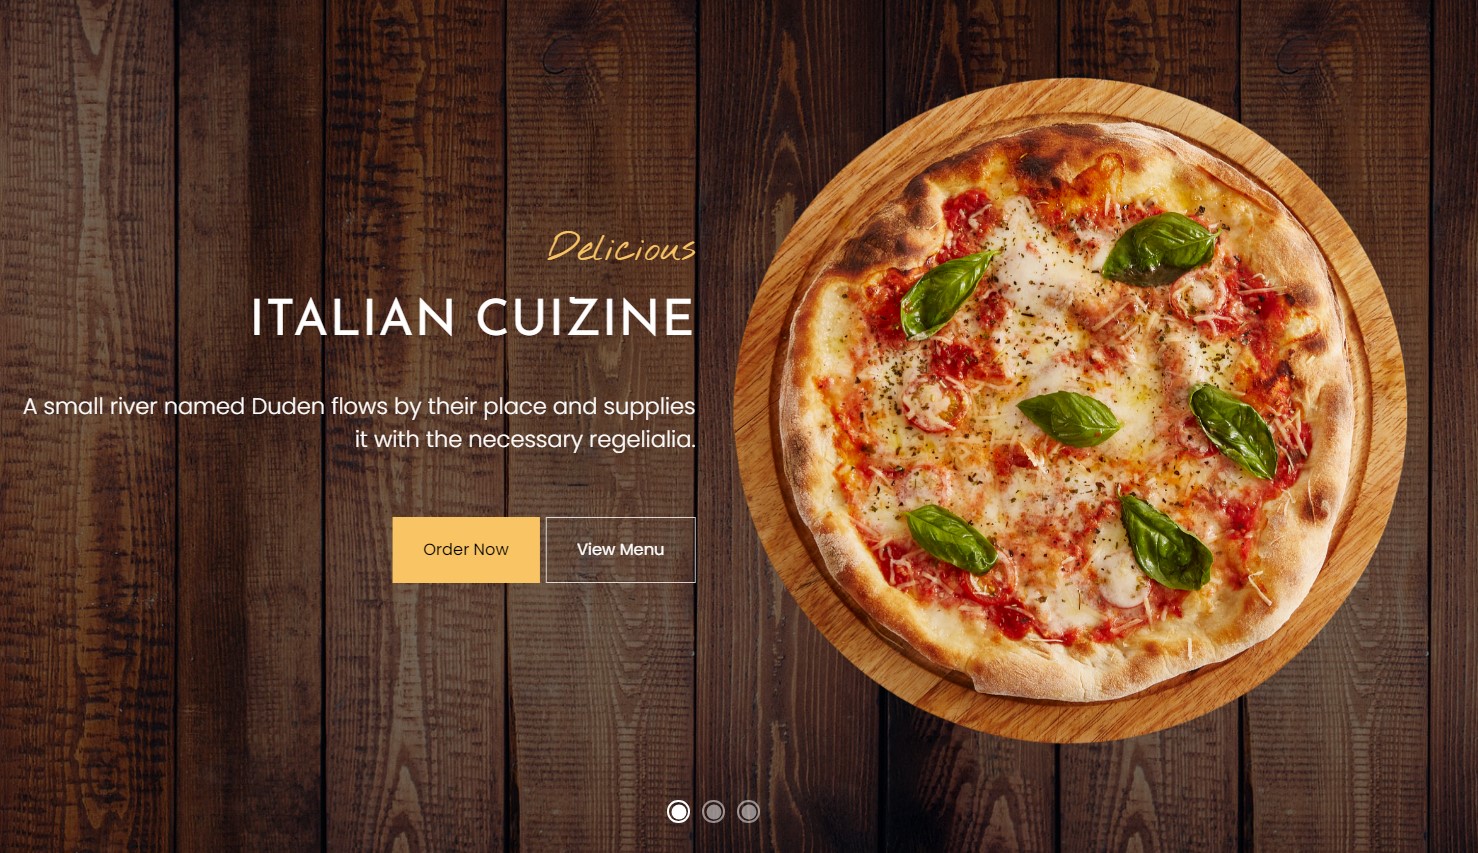 Delicious
ITALIAN CUIZINE
A small river named Duden flows by their place and supplies
it with the necessary regelialia.
Order Now
View Menu